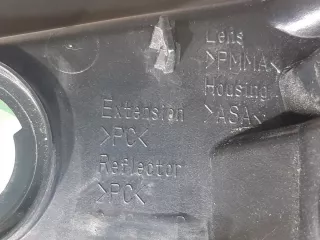 Lens
>PMMA<
Housing
>ASA<
Extension
>PC<
Reflector
>PC<